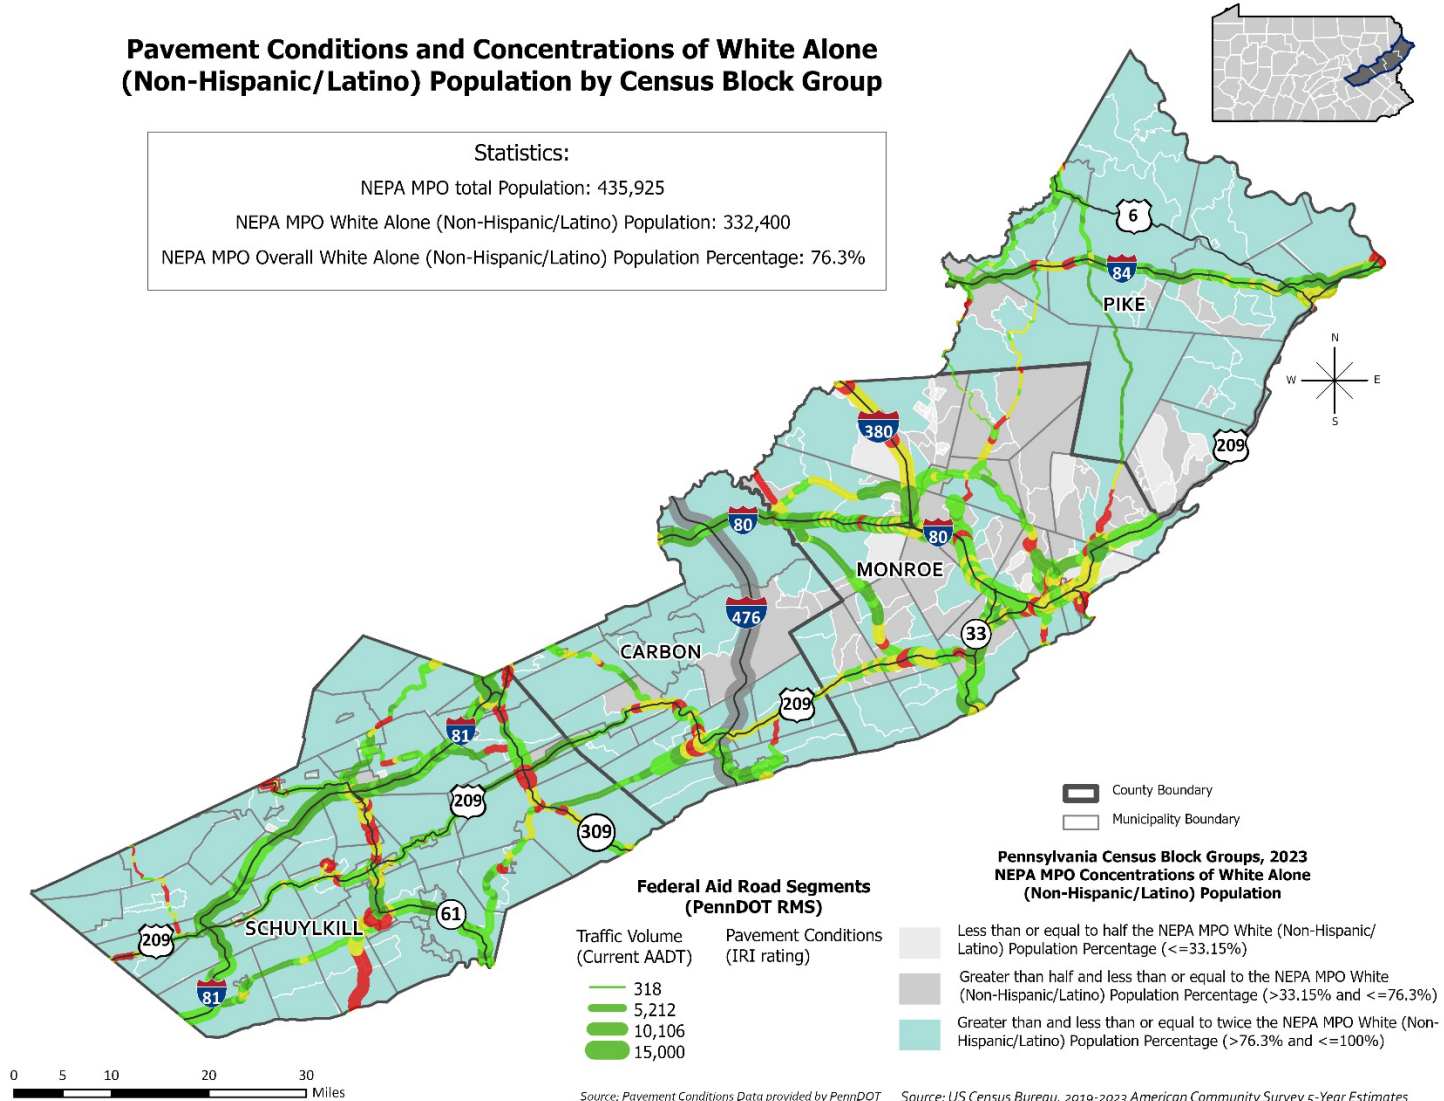 Pavement Conditions and Concentrations of White Alone
(Non-Hispanic/Latino) Population by Census Block Group
Statistics:
NEPA MPO total Population: 435,925
NEPA MPO White Alone (Non-Hispanic/Latino) Population: 332,400
NEPA MPO Overall White Alone (Non-Hispanic/Latino) Population Percentage: 76.3%
6
84
PIKE
N
W
E
S
380
209
80
80
MONROE
476
33
CARBON
209
81
209
309
61
SCHUYLKILL
209
81
County Boundary
Municipality Boundary
Pennsylvania Census Block Groups, 2023
NEPA MPO Concentrations of White Alone
(Non-Hispanic/Latino) Population
Less than or equal to half the NEPA MPO White (Non-Hispanic/
Latino) Population Percentage (<=33.15%)
Greater than half and less than or equal to the NEPA MPO White
(Non-Hispanic/Latino) Population Percentage (>33.15% and <=76.3%)
Greater than and less than or equal to twice the NEPA MPO White (Non-
Hispanic/Latino) Population Percentage (>76.3% and <=100%)
Federal Aid Road Segments
(PennDOT RMS)
Traffic Volume
(Current AADT)
Pavement Conditions
(IRI rating)
318
5,212
10,106
15,000
0 5 10 20 30
Miles
Source: Pavement Conditions Data provided by PennDOT
Source: US Census Bureau, 2019-2023 American Community Survey 5-Year Estimates